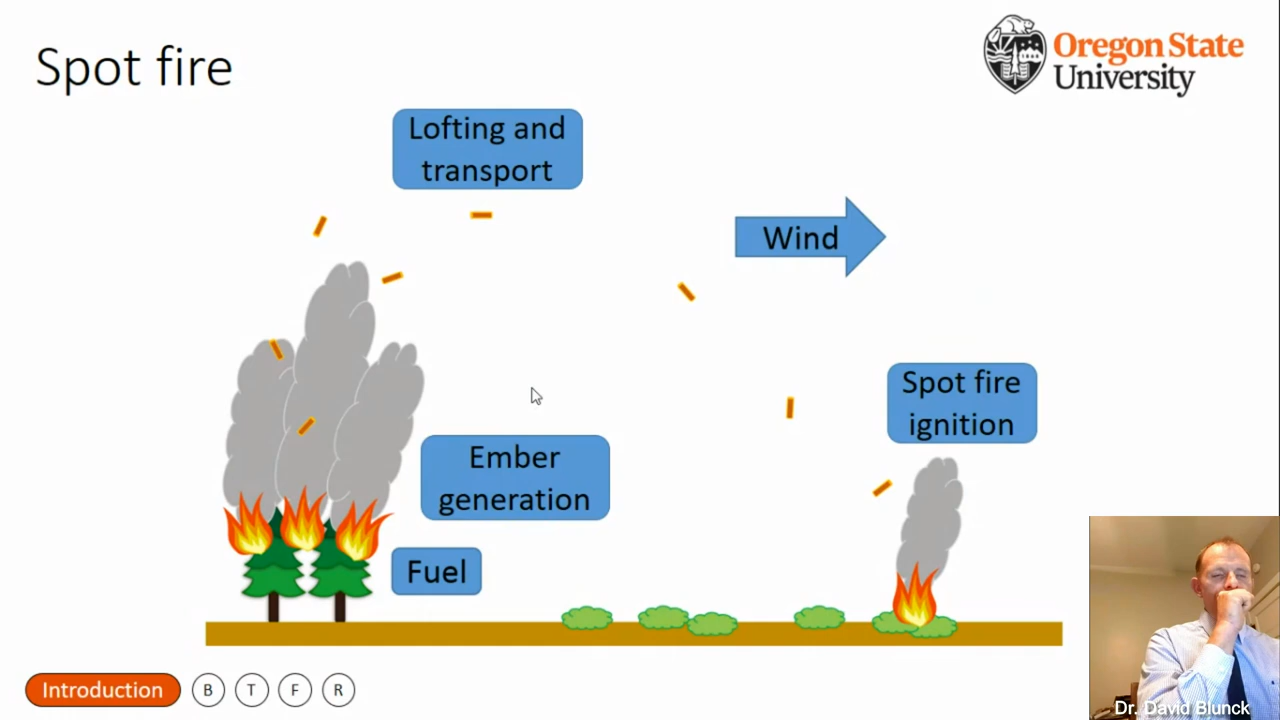 Spot fire
Oregon State
University
Lofting and
transport
Wind
Spot fire
ignition
Ember
generation
Fuel
Introduction
B
T
F
R
Dr. David Blunck